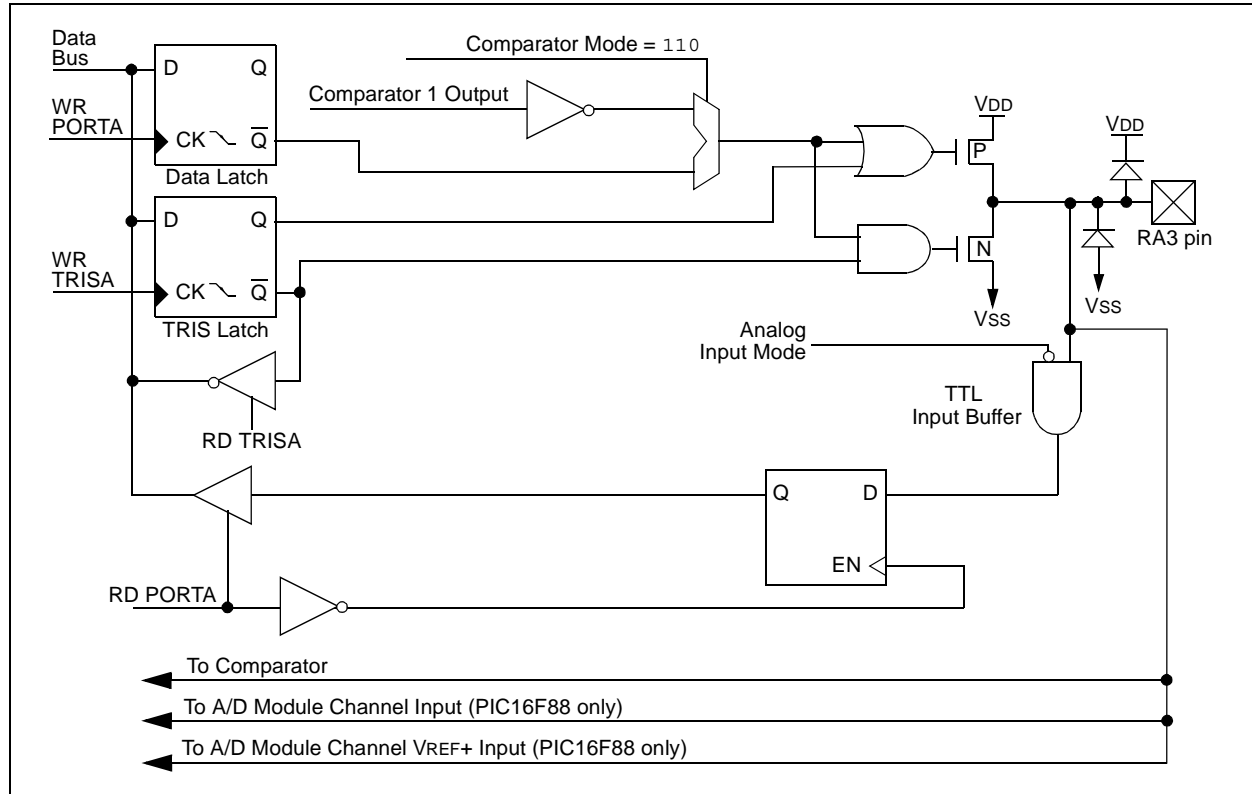 Data
Bus
D
Q
Comparator Mode = 110
Comparator 1 Output
WR
PORTA
CK
Q
Data Latch
VDD
P
VDD
D
Q
N
RA3 pin
WR
TRISA
CK
Q
TRIS Latch
VSS
VSS
Analog
Input Mode
TTL
Input Buffer
RD TRISA
Q
D
EN
RD PORTA
To Comparator
To A/D Module Channel Input (PIC16F88 only)
To A/D Module Channel VREF+ Input (PIC16F88 only)